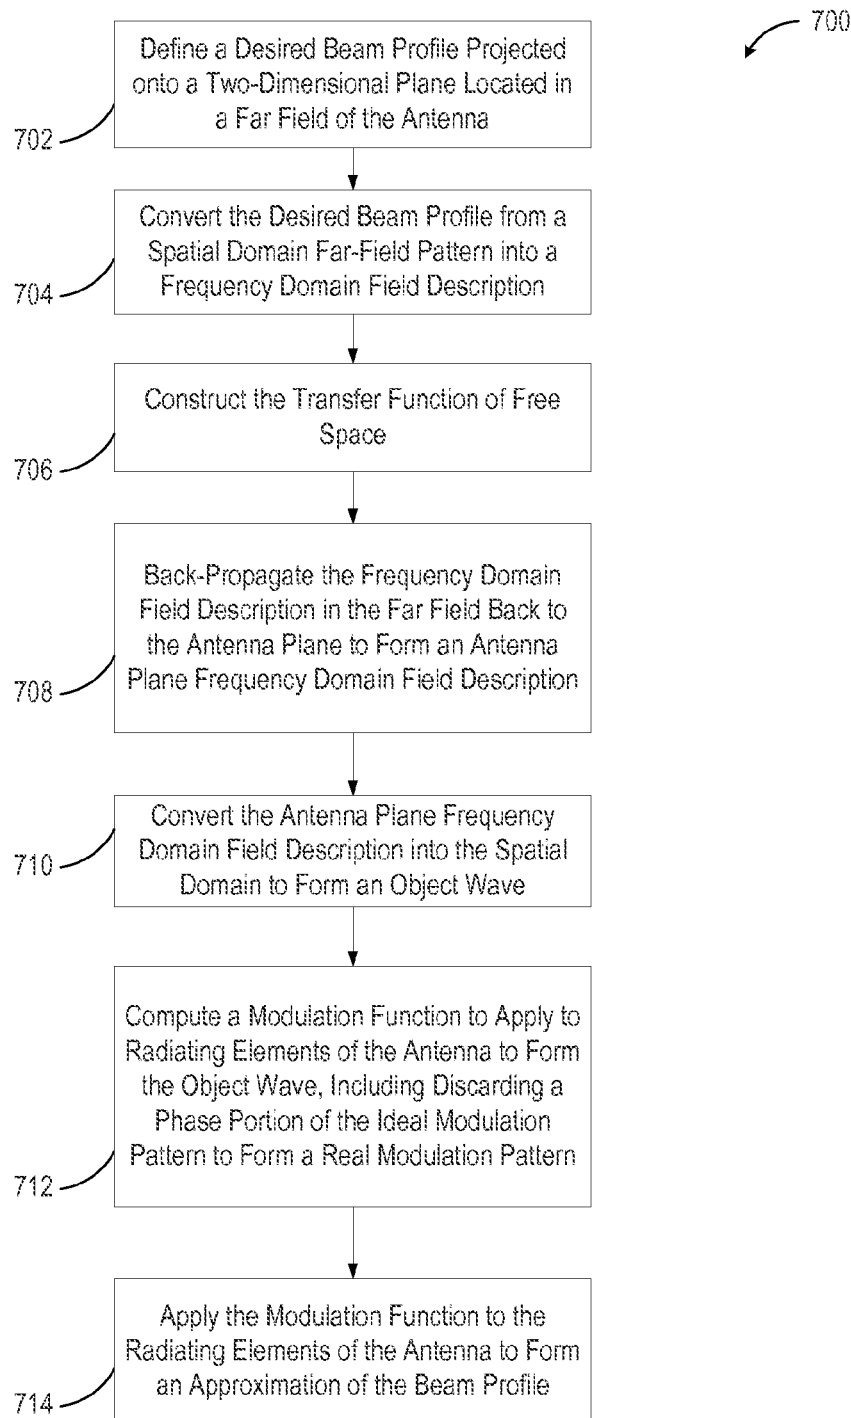 700
Define a Desired Beam Profile Projected
onto a Two-Dimensional Plane Located in
a Far Field of the Antenna
702
Convert the Desired Beam Profile from a
Spatial Domain Far-Field Pattern into a
Frequency Domain Field Description
704
Construct the Transfer Function of Free
Space
706
Back-Propagate the Frequency Domain
Field Description in the Far Field Back to
the Antenna Plane to Form an Antenna
Plane Frequency Domain Field Description
708
Convert the Antenna Plane Frequency
Domain Field Description into the Spatial
Domain to Form an Object Wave
710
Compute a Modulation Function to Apply to
Radiating Elements of the Antenna to Form
the Object Wave, Including Discarding a
Phase Portion of the Ideal Modulation
Pattern to Form a Real Modulation Pattern
712
Apply the Modulation Function to the
Radiating Elements of the Antenna to Form
an Approximation of the Beam Profile
714